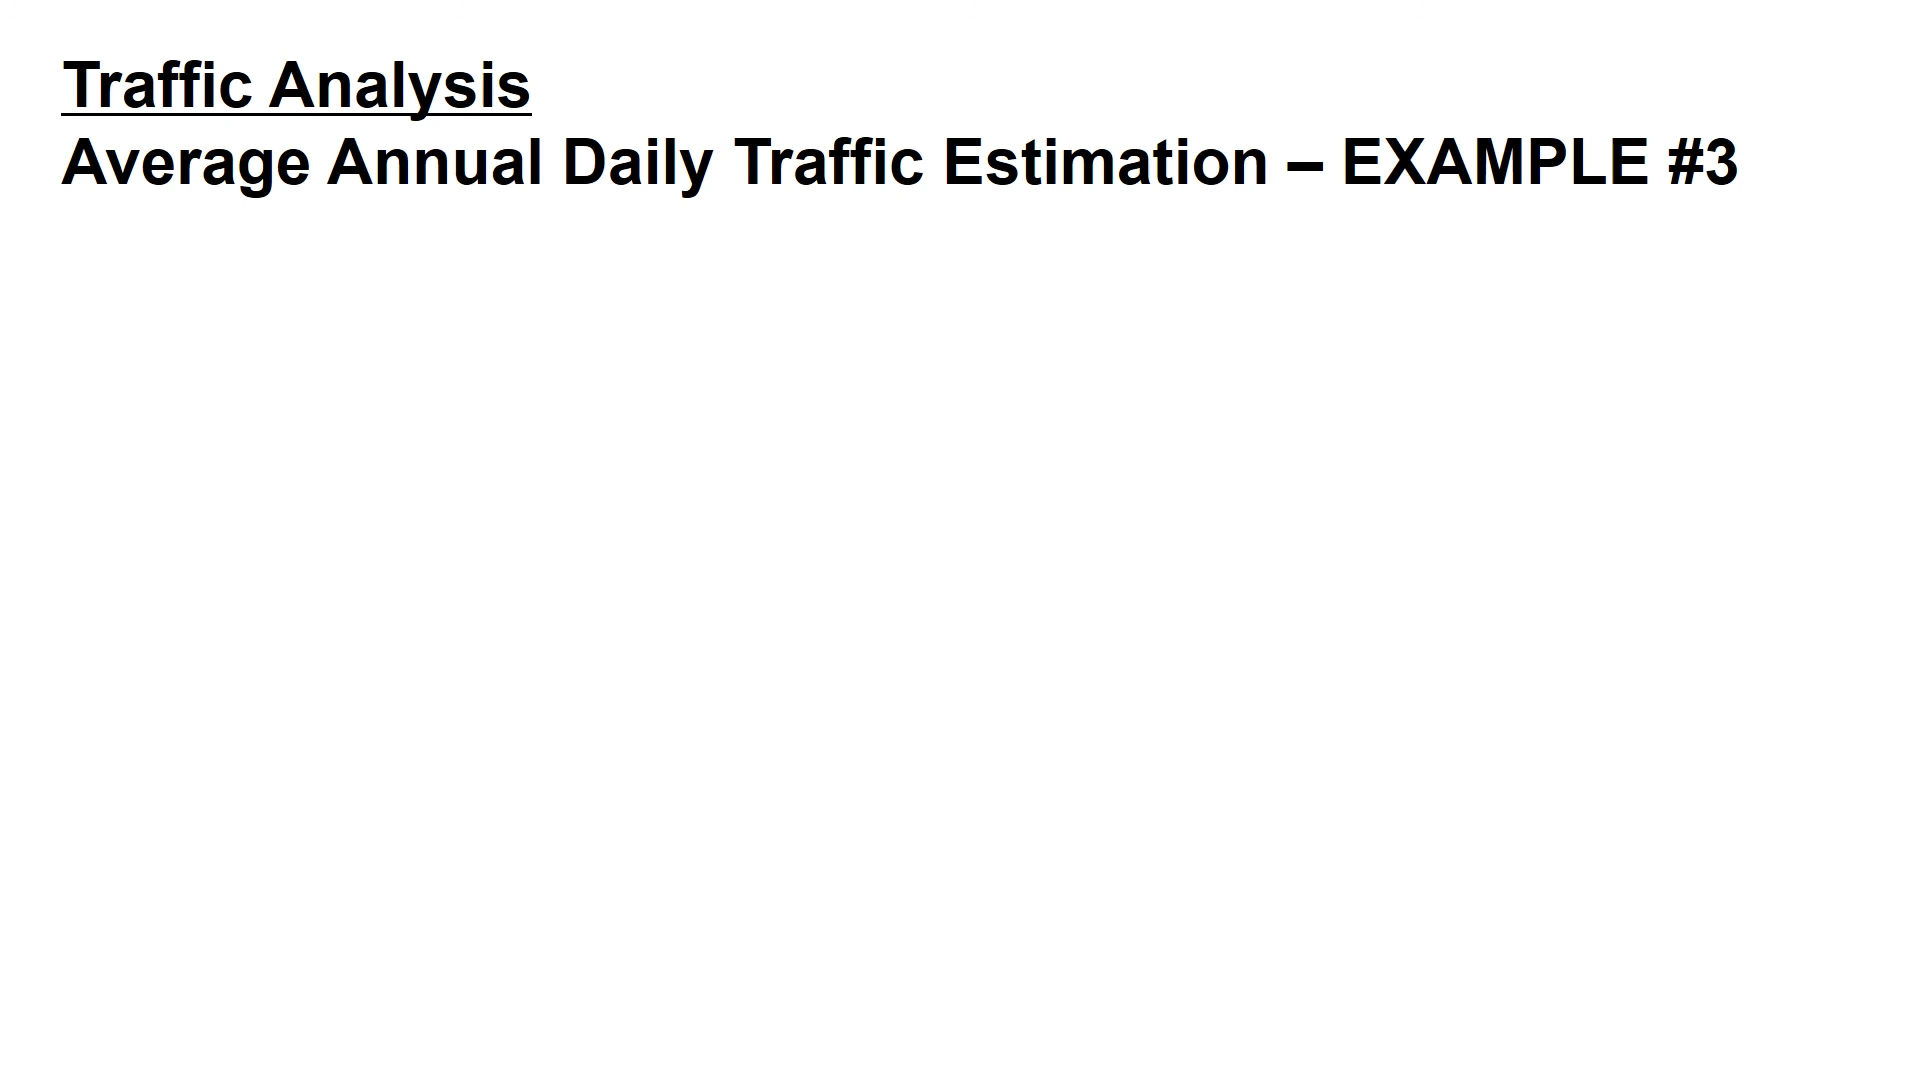 Traffic Analysis
Average Annual Daily Traffic Estimation – EXAMPLE #3